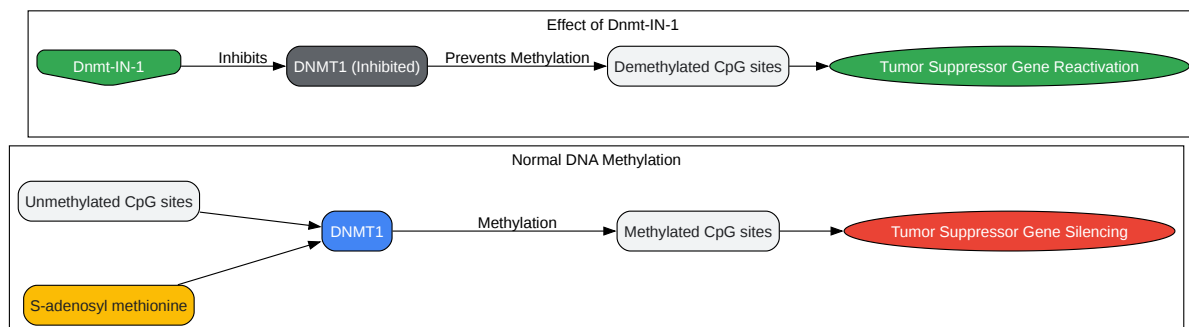 Effect of Dnmt-IN-1
Dnmt-IN-1
Inhibits
DNMT1 (Inhibited)
Prevents Methylation
Demethylated CpG sites
Tumor Suppressor Gene Reactivation
Normal DNA Methylation
Unmethylated CpG sites
S-adenosyl methionine
DNMT1
Methylation
Methylated CpG sites
Tumor Suppressor Gene Silencing